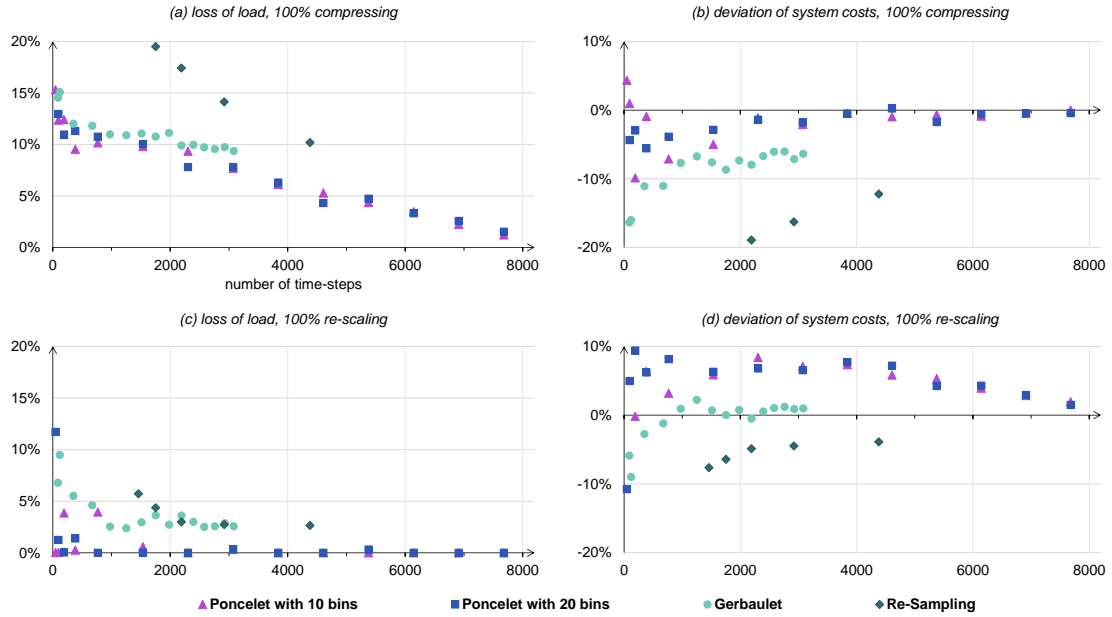 (a) loss of load, 100% compressing
20%
15%
10%
5%
0%
0 2000 4000 6000 8000
number of time-steps
(b) deviation of system costs, 100% compressing
10%
0%
-10%
-20%
0 2000 4000 6000 8000
(c) loss of load, 100% re-scaling
20%
15%
10%
5%
0%
0 2000 4000 6000 8000
(d) deviation of system costs, 100% re-scaling
10%
0%
-10%
-20%
0 2000 4000 6000 8000
Poncelet with 10 bins Poncelet with 20 bins Gerbaulet Re-Sampling